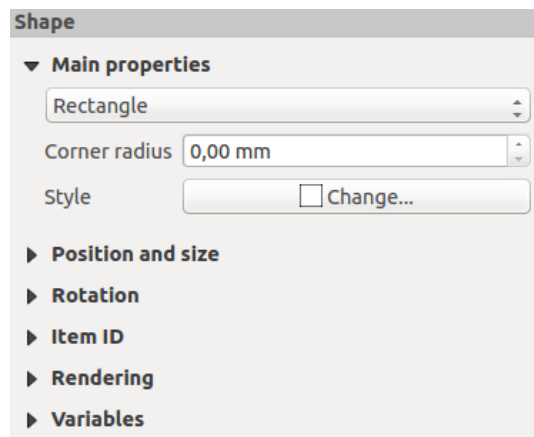 Shape
Main properties
Rectangle
Corner radius 0,00 mm
Style Change...
Position and size
Rotation
Item ID
Rendering
Variables